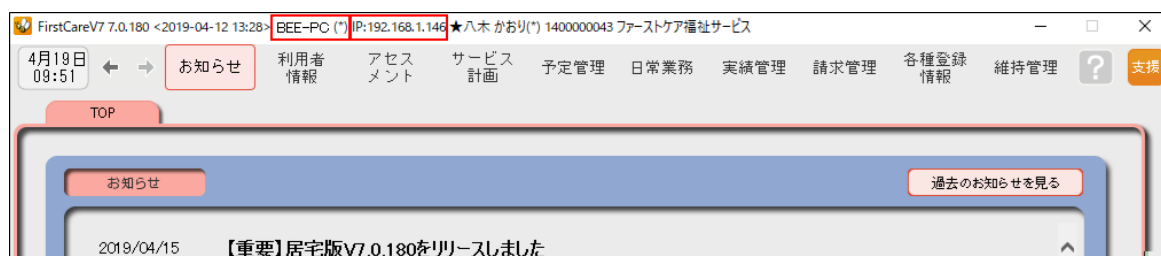 FirstCareV7 7.0.180 <2019-04-12 13:28> BEE-PC (*) IP:192.168.1.146 ★八木 かおり(*) 1400000043 ファーストケア福祉サービス
4月19日
09:51
お知らせ
利用者
情報
アセス
メント
サービス
計画
予定管理
日常業務
実績管理
請求管理
各種登録
情報
維持管理
?
支援
TOP
お知らせ
過去のお知らせを見る
2019/04/15 【重要】居宅版V7.0.180をリリースしました